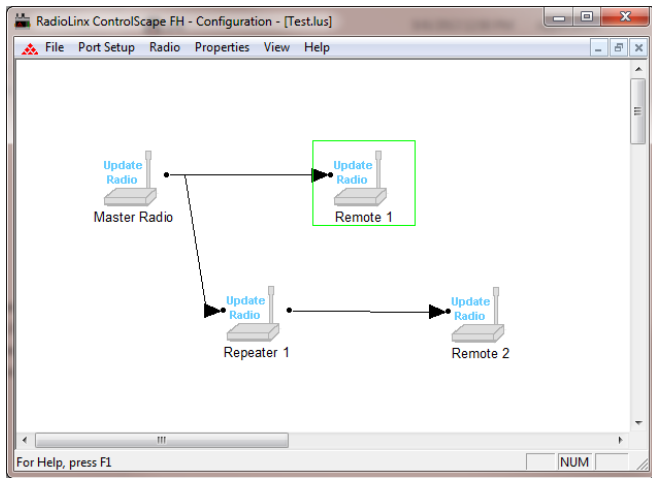 RadioLinx ControlScape FH - Configuration - [Test.lus]
File Port Setup Radio Properties View Help
Update
Radio
Master Radio
Update
Radio
Remote 1
Update
Radio
Repeater 1
Update
Radio
Remote 2
For Help, press F1
NUM